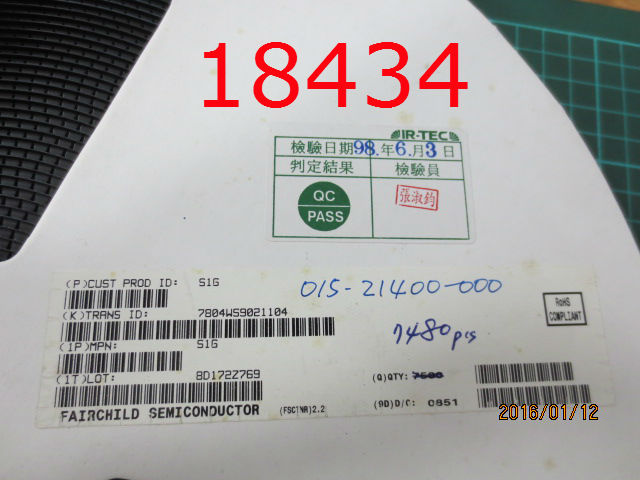 18434
IR-TEC
檢驗日期98.年6.月3日
判定結果 檢驗員
QC
PASS
張淑鈞
(P)CUST PROD ID: S1G
015-21400-000
(K)TRANS ID: 7804WS9021104
RoHS
COMPLIANT
(1P)MPN: S1G
7480pcs
(1T)LOT: 8D172Z769
(Q)QTY: 7500
FAIRCHILD SEMICONDUCTOR (FSC1NR)2.2
(9D)D/C: 0851
2016/01/12